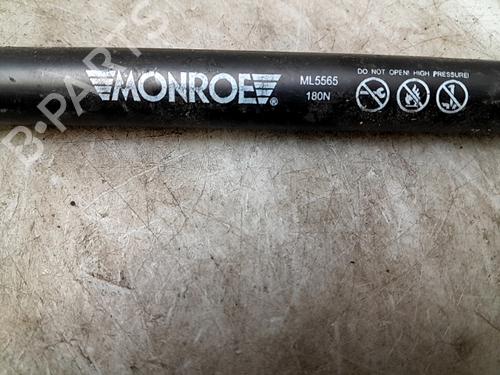 MONROE®
ML5565
180N
DO NOT OPEN! HIGH PRESSURE!
B-PARTS